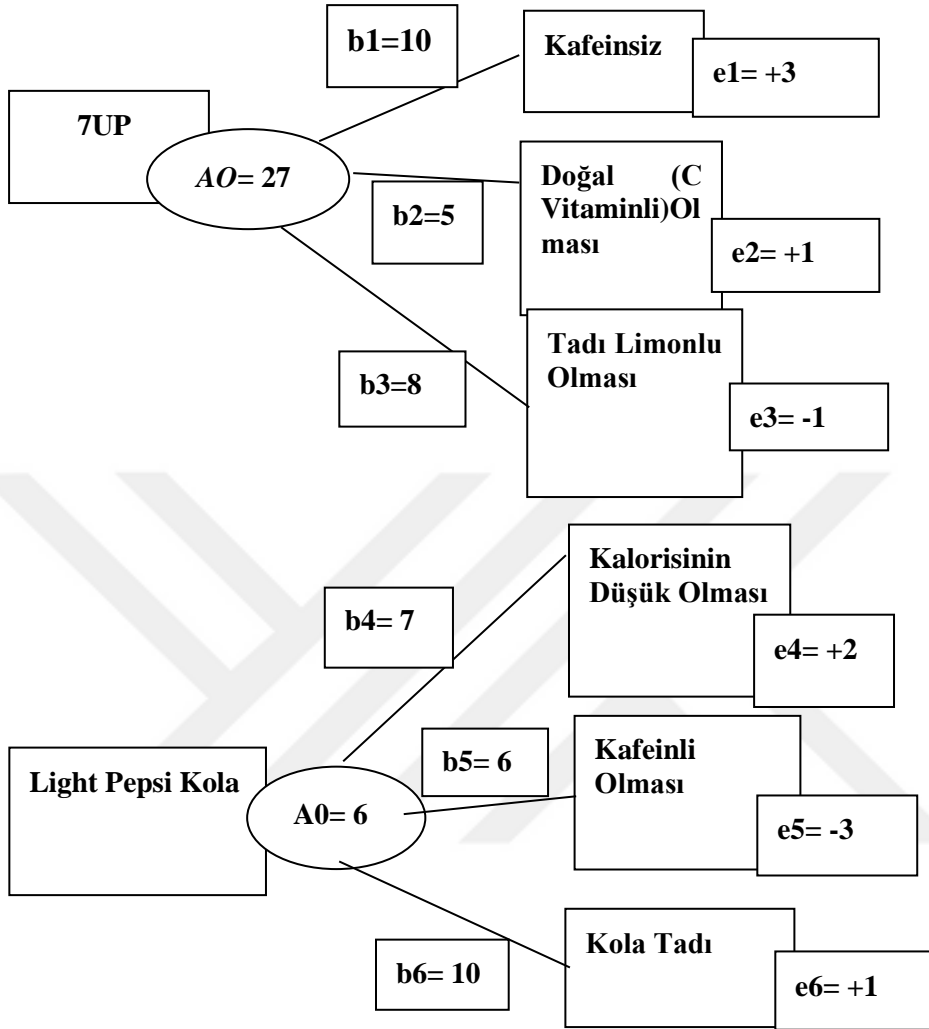 b1=10
Kafeinsiz
e1= +3
7UP
AO= 27
Doğal (C
Vitaminli)Ol
ması
b2=5
e2= +1
Tadı Limonlu
Olması
b3=8
e3= -1
Kalorisinin
Düşük Olması
b4= 7
e4= +2
Kafeinli
Olması
b5= 6
Light Pepsi Kola
A0= 6
e5= -3
Kola Tadı
b6= 10
e6= +1